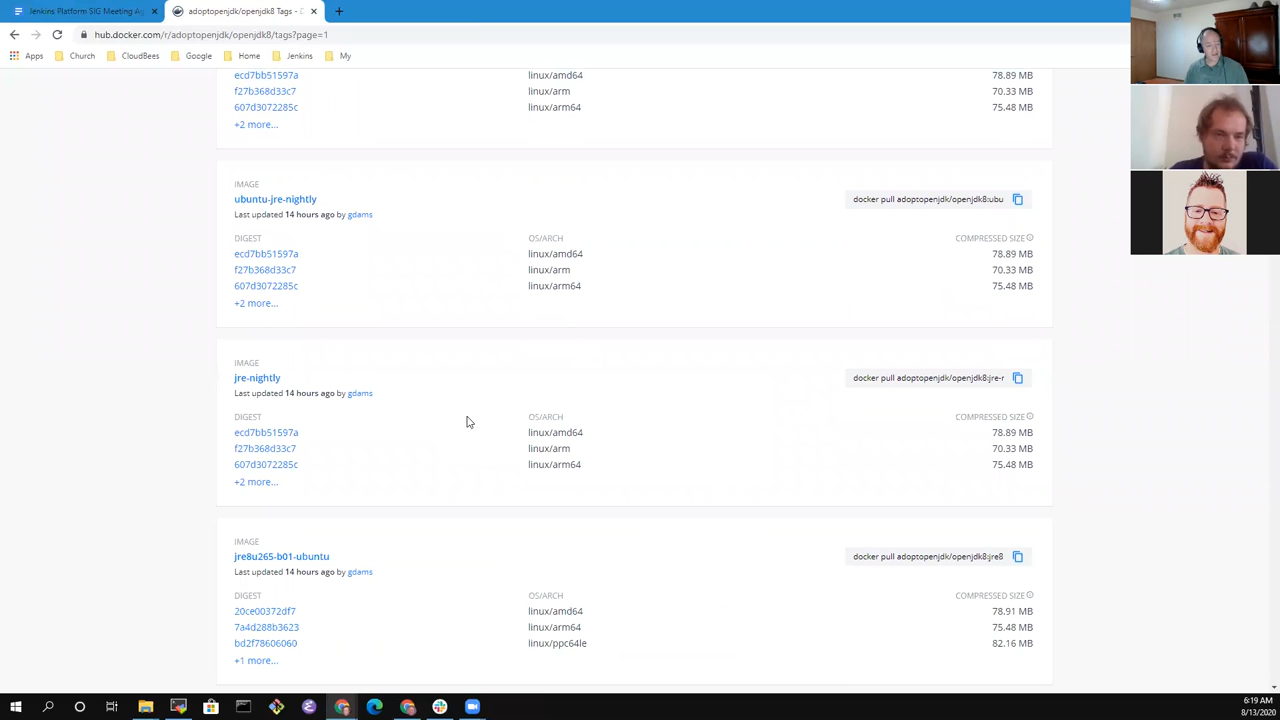 Jenkins Platform SIG Meeting Ag
adoptopenjdk/openjdk8 Tags - D
hub.docker.com/r/adoptopenjdk/openjdk8/tags?page=1
Apps
Church
CloudBees
Google
Home
Jenkins
My
ecd7bb51597a linux/amd64 78.89 MB
f27b368d33c7 linux/arm 70.33 MB
607d3072285c linux/arm64 75.48 MB
+2 more...
IMAGE
ubuntu-jre-nightly
docker pull adoptopenjdk/openjdk8:ubu
Last updated 14 hours ago by gdams
DIGEST OS/ARCH COMPRESSED SIZE
ecd7bb51597a linux/amd64 78.89 MB
f27b368d33c7 linux/arm 70.33 MB
607d3072285c linux/arm64 75.48 MB
+2 more...
IMAGE
jre-nightly
docker pull adoptopenjdk/openjdk8:jre-r
Last updated 14 hours ago by gdams
DIGEST OS/ARCH COMPRESSED SIZE
ecd7bb51597a linux/amd64 78.89 MB
f27b368d33c7 linux/arm 70.33 MB
607d3072285c linux/arm64 75.48 MB
+2 more...
IMAGE
jre8u265-b01-ubuntu
docker pull adoptopenjdk/openjdk8:jre8
Last updated 14 hours ago by gdams
DIGEST OS/ARCH COMPRESSED SIZE
20ce00372df7 linux/amd64 78.91 MB
7a4d288b3623 linux/arm64 75.48 MB
bd2f78606060 linux/ppc64le 82.16 MB
+1 more...
6:19 AM
8/13/2020